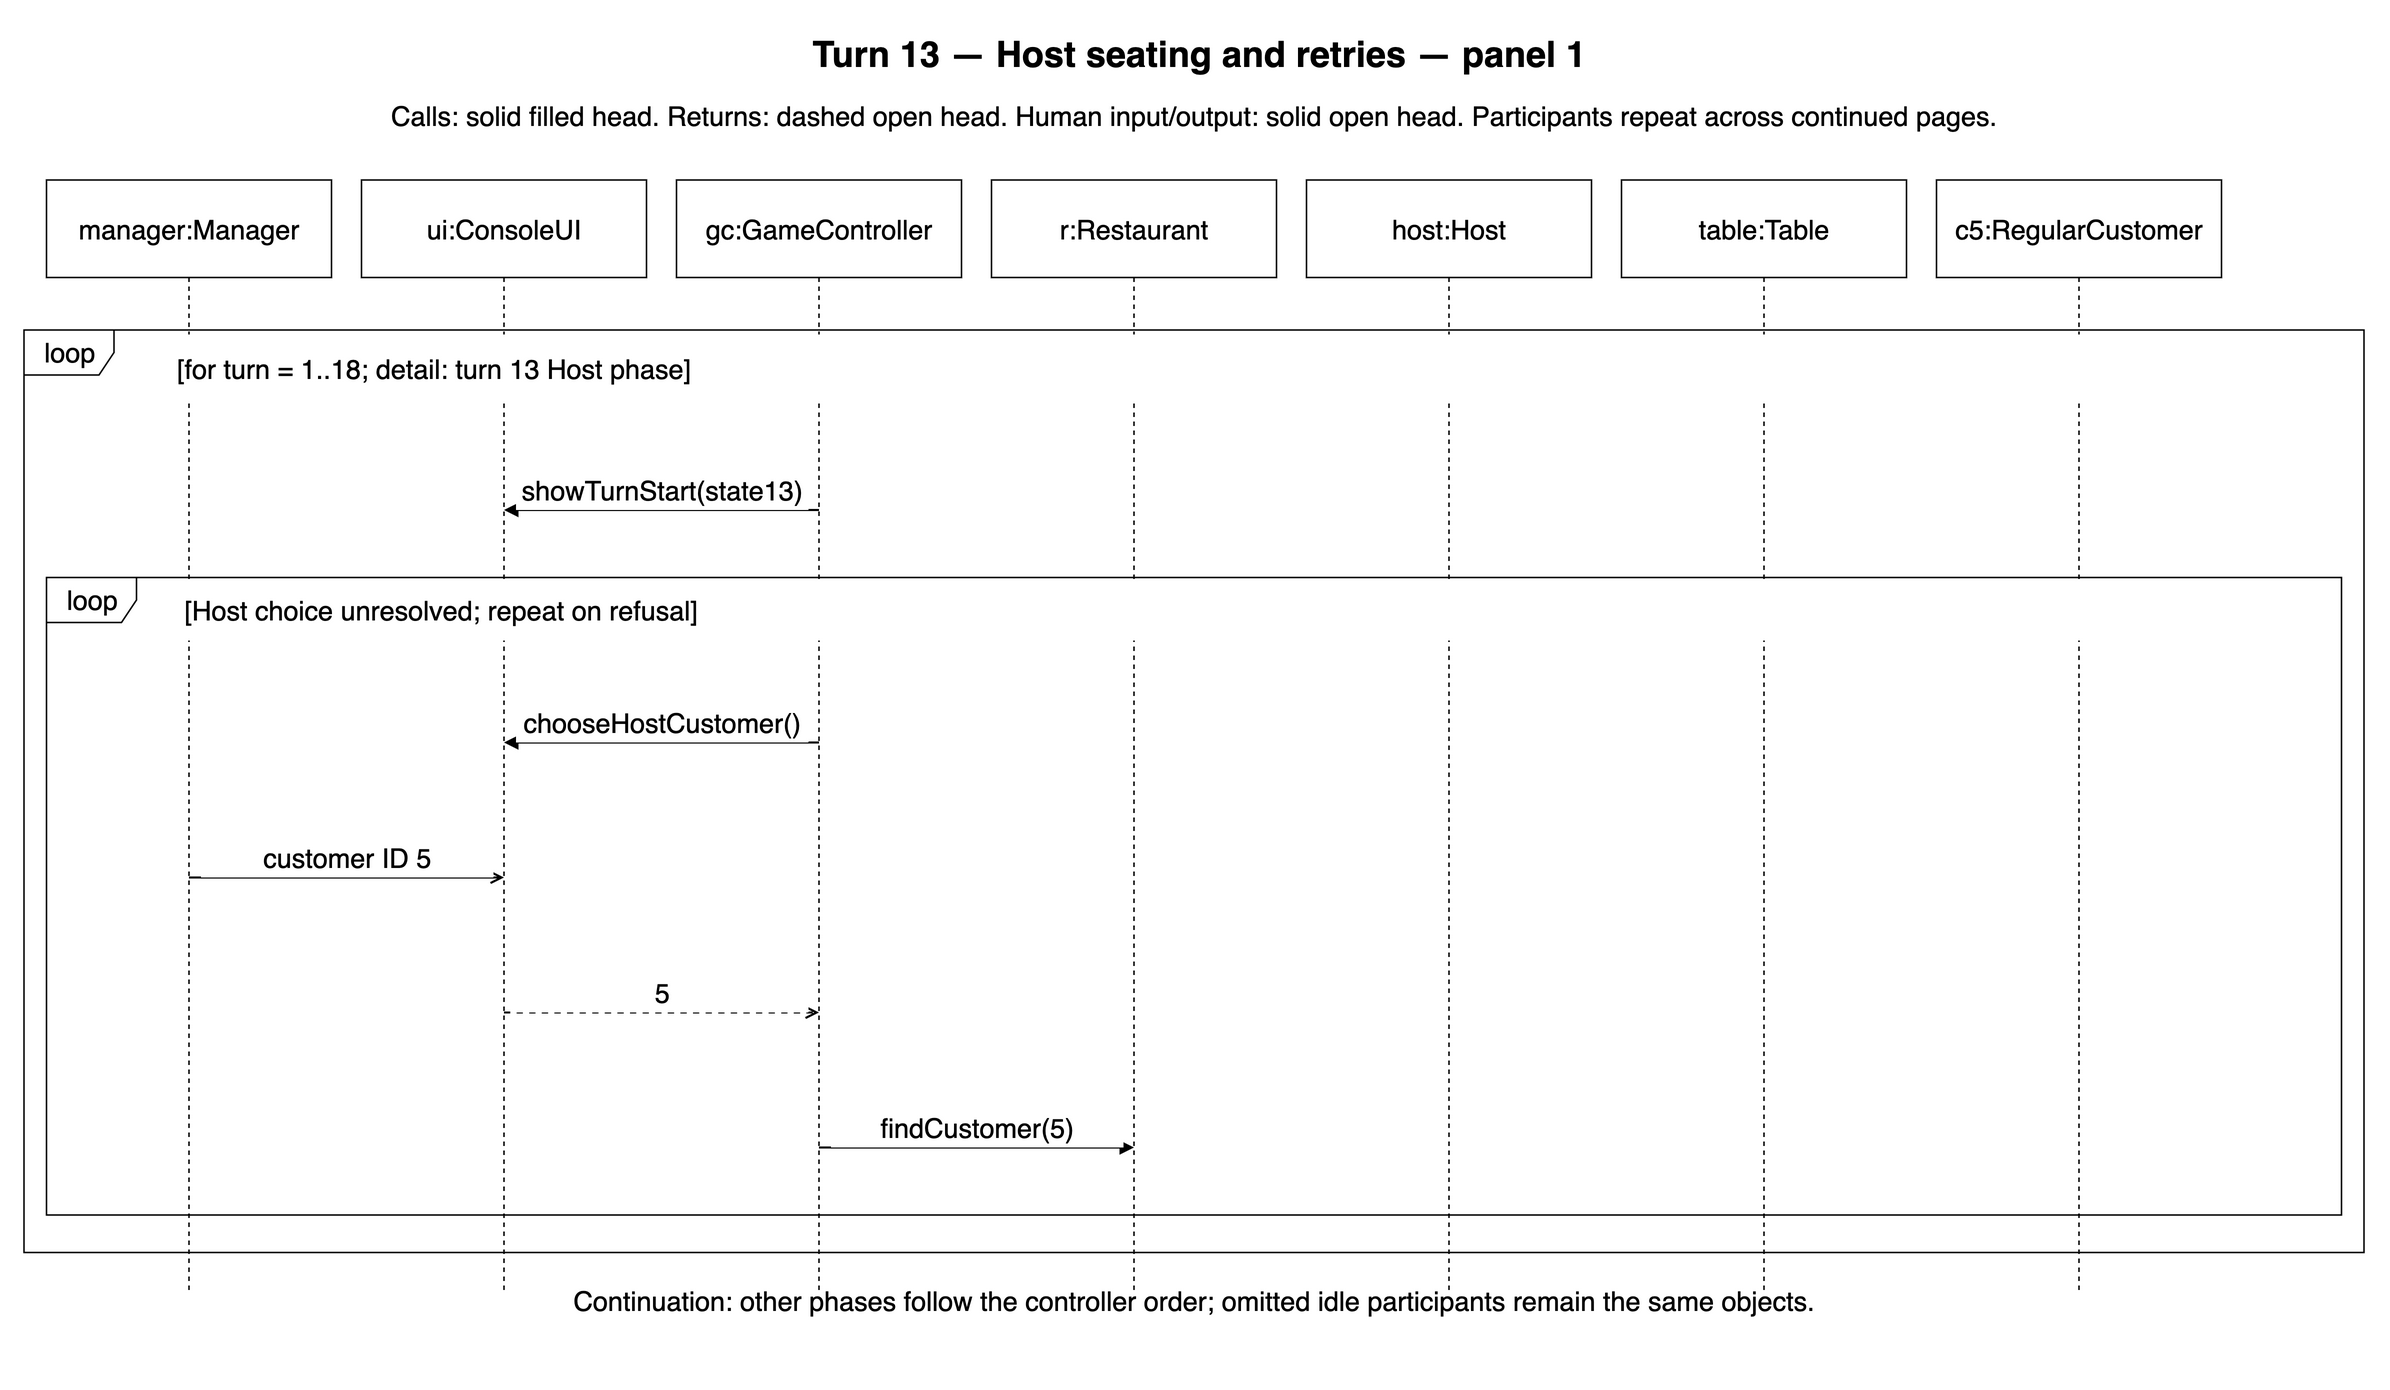 Turn 13 — Host seating and retries — panel 1
Calls: solid filled head. Returns: dashed open head. Human input/output: solid open head. Participants repeat across continued pages.
manager:Manager
ui:ConsoleUI
gc:GameController
r:Restaurant
host:Host
table:Table
c5:RegularCustomer
loop
[for turn = 1..18; detail: turn 13 Host phase]
showTurnStart(state13)
loop
[Host choice unresolved; repeat on refusal]
chooseHostCustomer()
customer ID 5
5
findCustomer(5)
Continuation: other phases follow the controller order; omitted idle participants remain the same objects.